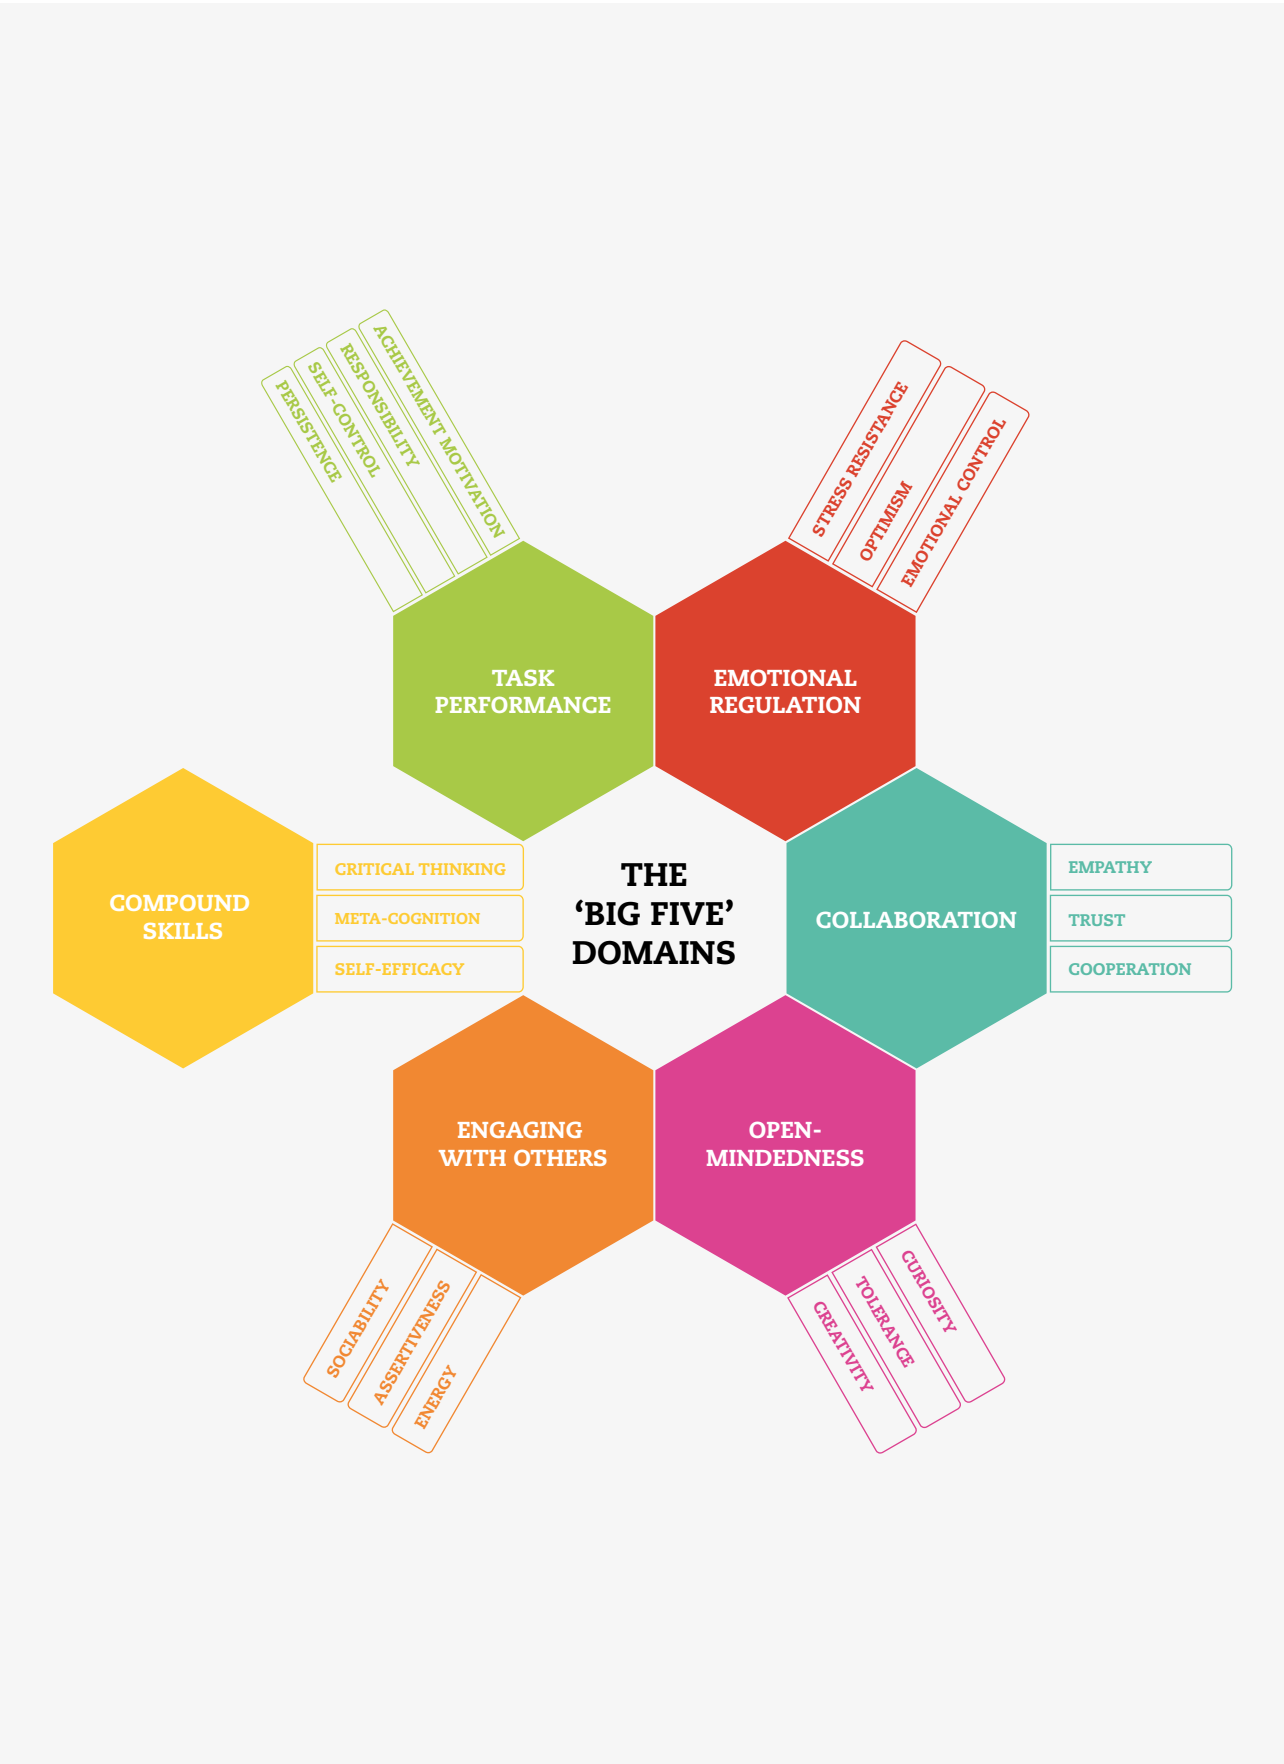 PERSISTENCE
SELF-CONTROL
RESPONSIBILITY
ACHIEVEMENT MOTIVATION
TASK
PERFORMANCE
STRESS RESISTANCE
OPTIMISM
EMOTIONAL CONTROL
EMOTIONAL
REGULATION
COMPOUND
SKILLS
CRITICAL THINKING
META-COGNITION
SELF-EFFICACY
THE
‘BIG FIVE’
DOMAINS
COLLABORATION
EMPATHY
TRUST
COOPERATION
ENGAGING
WITH OTHERS
SOCIABILITY
ASSERTIVENESS
ENERGY
OPEN-
MINDEDNESS
CREATIVITY
TOLERANCE
CURIOSITY